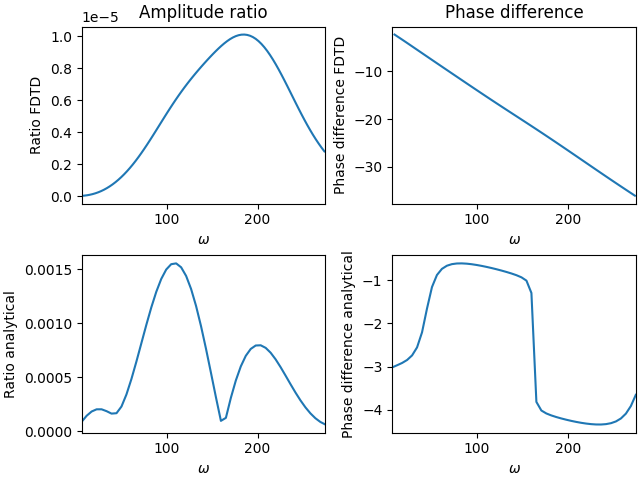 Amplitude ratio
1e−5
Ratio FDTD
1.0
0.8
0.6
0.4
0.2
0.0
100
200
ω
Phase difference
Phase difference FDTD
−10
−20
−30
100
200
ω
Ratio analytical
0.0015
0.0010
0.0005
0.0000
100
200
ω
Phase difference analytical
−1
−2
−3
−4
100
200
ω